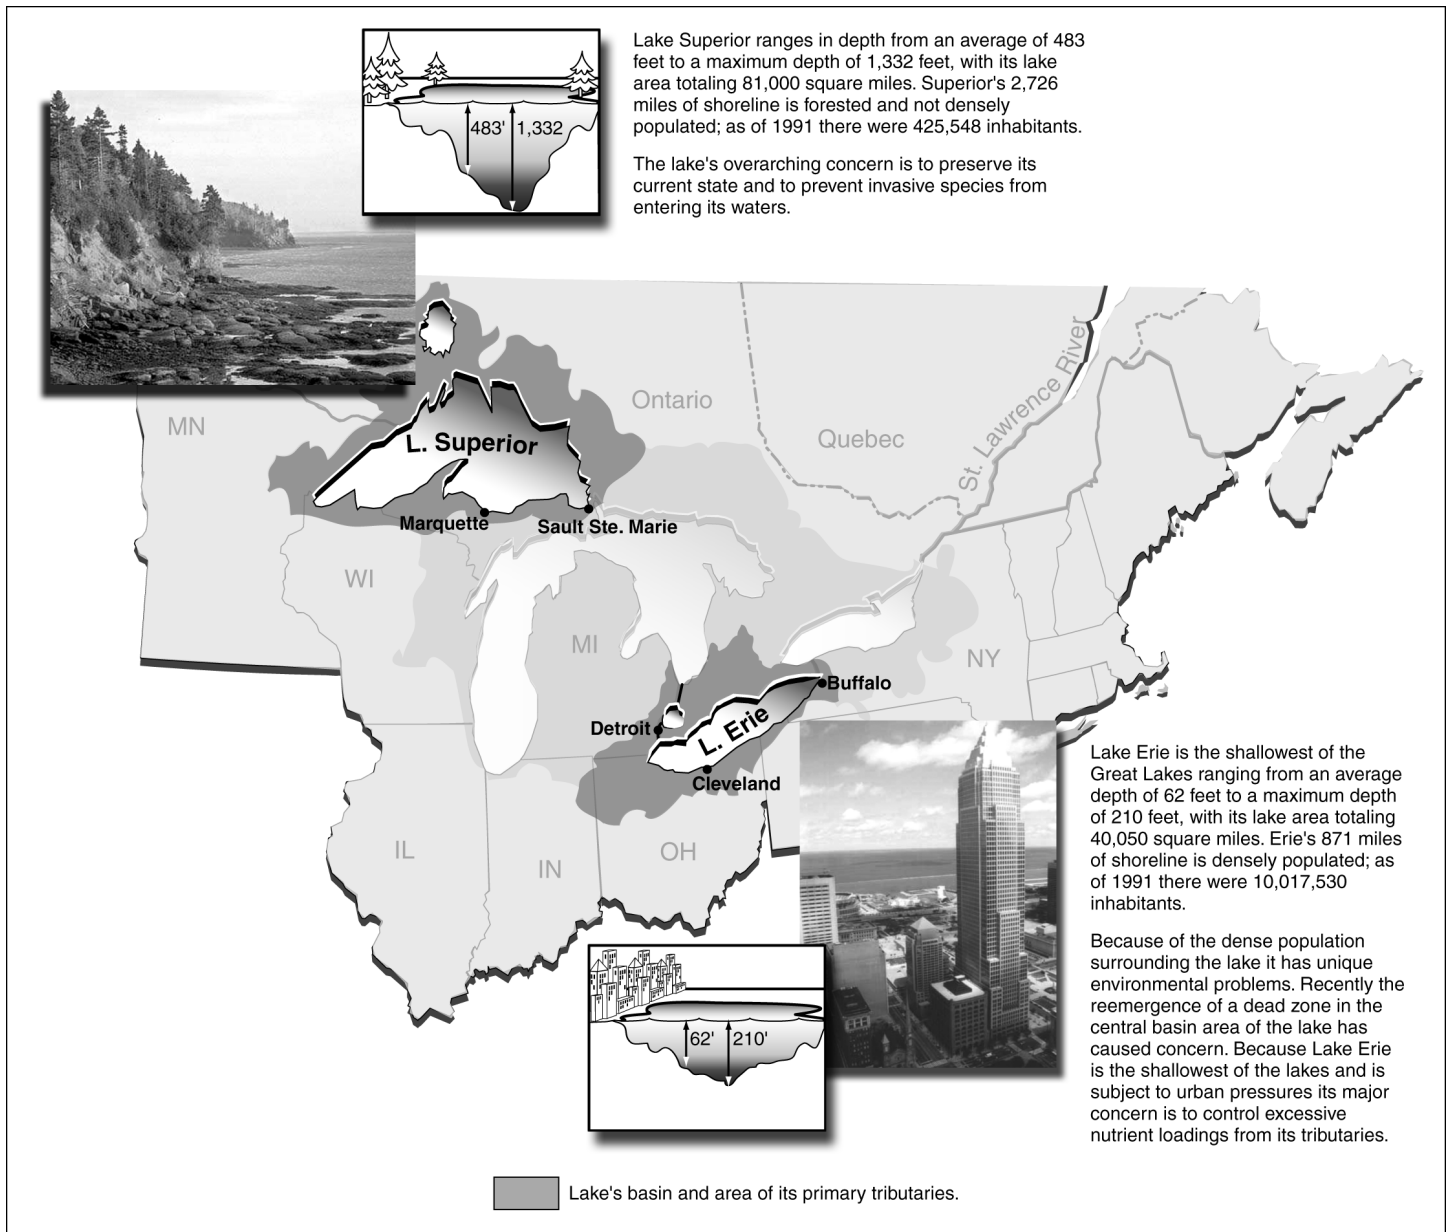 Lake Superior ranges in depth from an average of 483
feet to a maximum depth of 1,332 feet, with its lake
area totaling 81,000 square miles. Superior's 2,726
miles of shoreline is forested and not densely
populated; as of 1991 there were 425,548 inhabitants.
The lake's overarching concern is to preserve its
current state and to prevent invasive species from
entering its waters.
483' 1,332
MN
Ontario
Quebec
St. Lawrence River
L. Superior
Marquette
Sault Ste. Marie
WI
MI
NY
Buffalo
Detroit
L. Erie
Cleveland
IL
IN
OH
Lake Erie is the shallowest of the
Great Lakes ranging from an average
depth of 62 feet to a maximum depth
of 210 feet, with its lake area totaling
40,050 square miles. Erie's 871 miles
of shoreline is densely populated; as
of 1991 there were 10,017,530
inhabitants.
Because of the dense population
surrounding the lake it has unique
environmental problems. Recently the
reemergence of a dead zone in the
central basin area of the lake has
caused concern. Because Lake Erie
is the shallowest of the lakes and is
subject to urban pressures its major
concern is to control excessive
nutrient loadings from its tributaries.
62' 210'
Lake's basin and area of its primary tributaries.